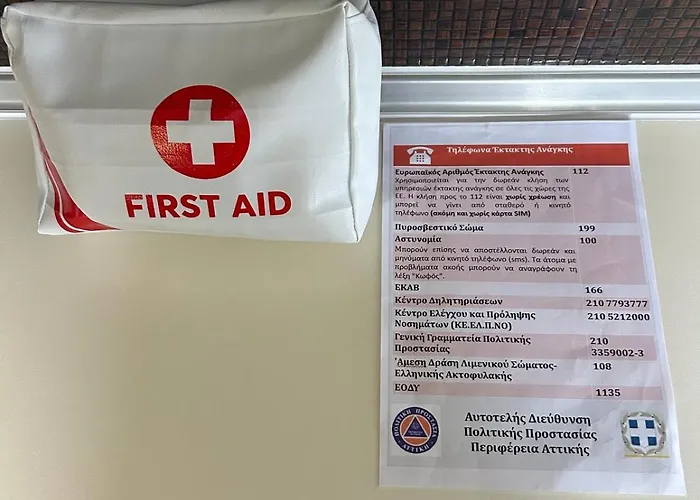 FIRST AID
Τηλέφωνα Έκτακτης Ανάγκης
Ευρωπαϊκός Αριθμός Έκτακτης Ανάγκης 112
Χρησιμοποιείται για την δωρεάν κλήση των
υπηρεσιών έκτακτης ανάγκης σε όλες τις χώρες της
ΕΕ. Η κλήση προς το 112 είναι χωρίς χρέωση και
μπορεί να γίνει από σταθερό ή κινητό
τηλέφωνο (ακόμη και χωρίς κάρτα SIM)
Πυροσβεστικό Σώμα 199
Αστυνομία 100
Μπορούν επίσης να αποστέλλονται δωρεάν και
μηνύματα από κινητό τηλέφωνο (sms). Τα άτομα με
προβλήματα ακοής μπορούν να αναγράφουν τη
λέξη "Κωφός".
ΕΚΑΒ 166
Κέντρο Δηλητηριάσεων 210 7793777
Κέντρο Ελέγχου και Πρόληψης 210 5212000
Νοσημάτων (ΚΕ.ΕΛ.Π.ΝΟ)
Γενική Γραμματεία Πολιτικής 210
Προστασίας 3359002-3
'Αμεση Δράση Λιμενικού Σώματος- 108
Ελληνικής Ακτοφυλακής
ΕΟΔΥ 1135
ΠΟΛΙΤΙΚΗ ΠΡΟΣΤΑΣΙΑ
ΑΤΤΙΚΗ
Αυτοτελής Διεύθυνση
Πολιτικής Προστασίας
Περιφέρεια Αττικής